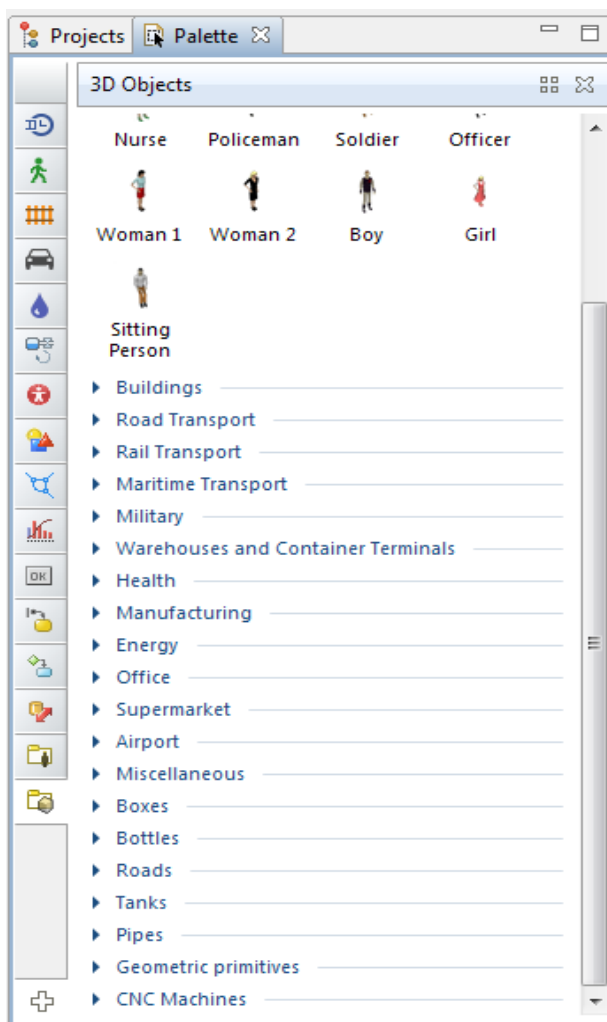 Projects Palette
3D Objects
Nurse Policeman Soldier Officer
Woman 1 Woman 2 Boy Girl
Sitting
Person
Buildings
Road Transport
Rail Transport
Maritime Transport
Military
Warehouses and Container Terminals
Health
Manufacturing
Energy
Office
Supermarket
Airport
Miscellaneous
Boxes
Bottles
Roads
Tanks
Pipes
Geometric primitives
CNC Machines
OK